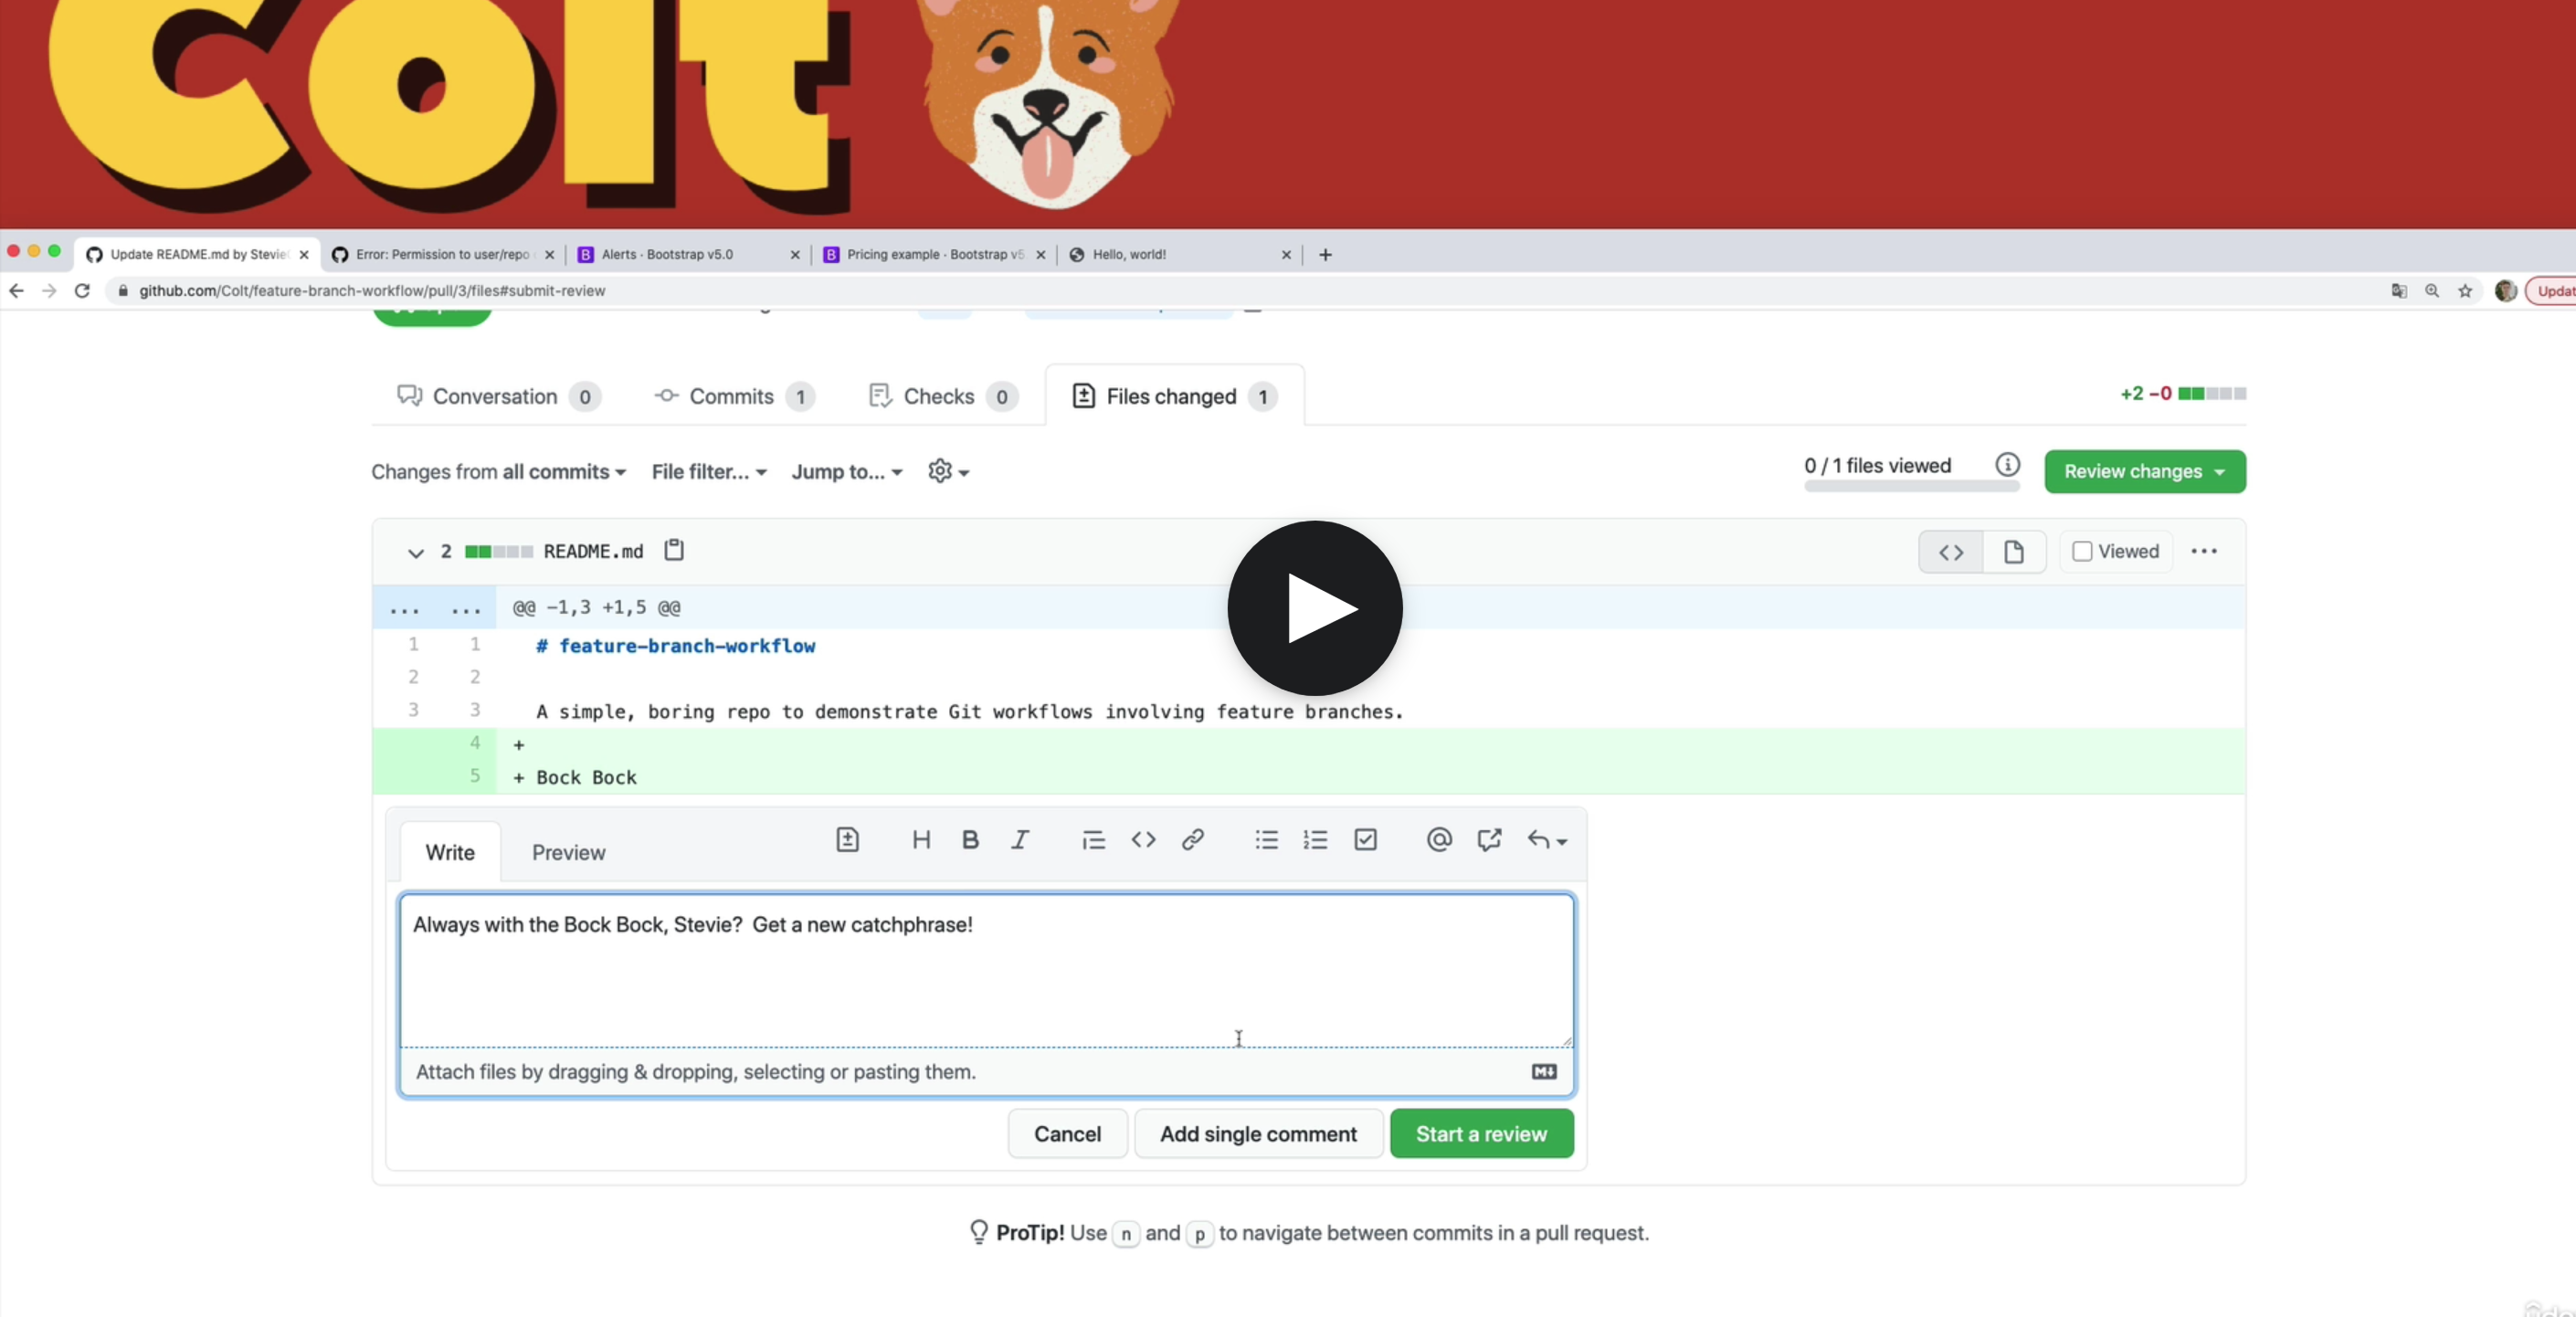 Colt
Update README.md by Stevie
Error: Permission to user/repo
Alerts · Bootstrap v5.0
Pricing example · Bootstrap v5
Hello, world!
github.com/Colt/feature-branch-workflow/pull/3/files#submit-review
Updat
Conversation 0
Commits 1
Checks 0
Files changed 1
+2 −0
Changes from all commits
File filter...
Jump to...
0 / 1 files viewed
Review changes
2 README.md
<>
Viewed
...
... ... @@ -1,3 +1,5 @@
1 1 # feature-branch-workflow
2 2
3 3 A simple, boring repo to demonstrate Git workflows involving feature branches.
4 +
5 + Bock Bock
Write
Preview
H B I
Always with the Bock Bock, Stevie?  Get a new catchphrase!
Attach files by dragging & dropping, selecting or pasting them.
Cancel
Add single comment
Start a review
ProTip! Use n and p to navigate between commits in a pull request.